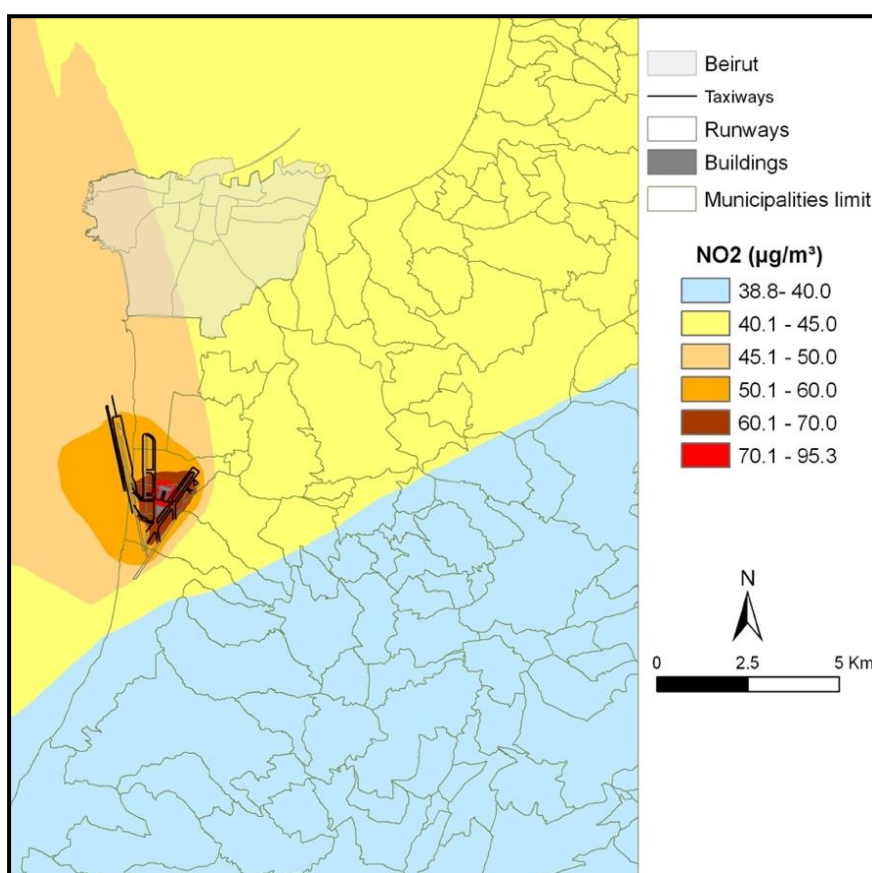 Beirut
Taxiways
Runways
Buildings
Municipalities limit
NO2 (µg/m³)
38.8- 40.0
40.1 - 45.0
45.1 - 50.0
50.1 - 60.0
60.1 - 70.0
70.1 - 95.3
N
0 2.5 5 Km